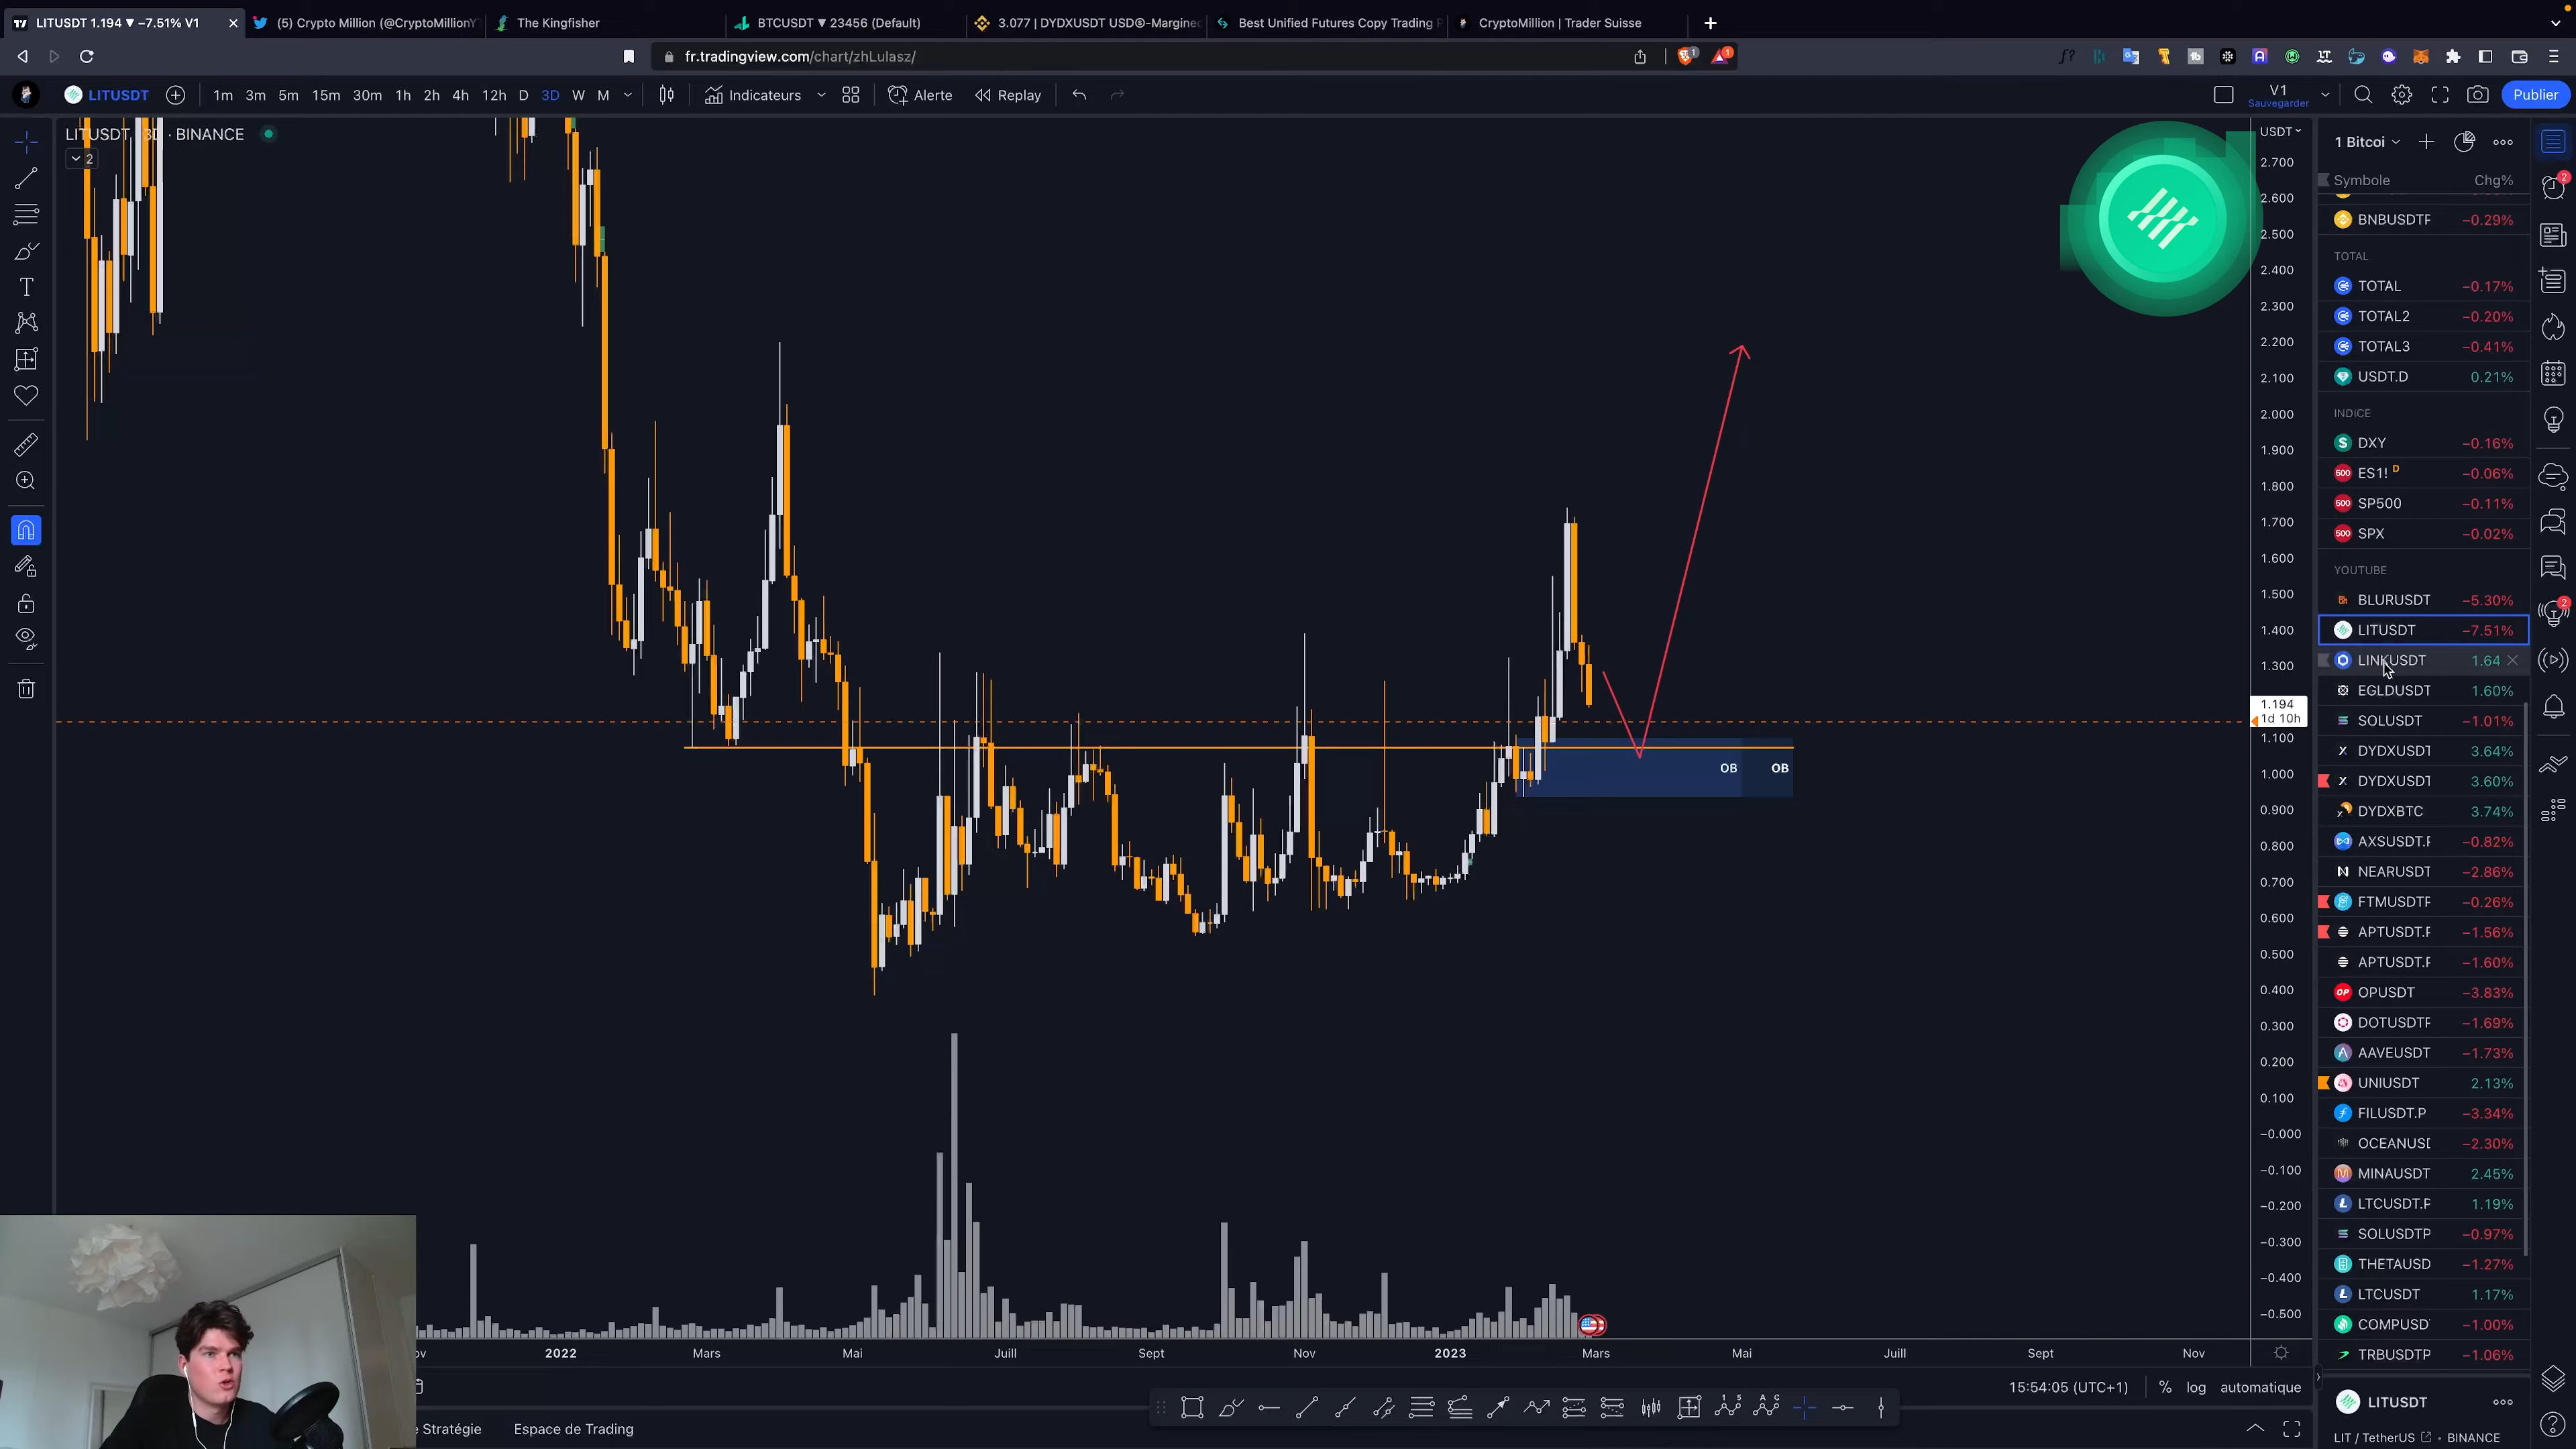 LITUSDT 1.194 ▼ −7.51% V1
(5) Crypto Million (@CryptoMillionY
The Kingfisher
BTCUSDT ▼ 23456 (Default)
3.077 | DYDXUSDT USD®-Margined
Best Unified Futures Copy Trading P
CryptoMillion | Trader Suisse
fr.tradingview.com/chart/zhLulasz/
LITUSDT
1m 3m 5m 15m 30m 1h 2h 4h 12h D 3D W M
Indicateurs
Alerte
Replay
V1
Sauvegarder
Publier
LITUSDT, 3D · BINANCE
2
USDT
2.700
2.600
2.500
2.400
2.300
2.200
2.100
2.000
1.900
1.800
1.700
1.600
1.500
1.400
1.300
1.194
1d 10h
1.100
1.000
0.900
0.800
0.700
0.600
0.500
0.400
0.300
0.200
0.100
−0.000
−0.100
−0.200
−0.300
−0.400
−0.500
OB OB
2022 Mars Mai Juill Sept Nov 2023 Mars Mai Juill Sept Nov
15:54:05 (UTC+1) % log automatique
Stratégie
Espace de Trading
1 Bitcoi
Symbole Chg%
BNBUSDTF −0.29%
TOTAL
TOTAL −0.17%
TOTAL2 −0.20%
TOTAL3 −0.41%
USDT.D 0.21%
INDICE
DXY −0.16%
ES1! D −0.06%
SP500 −0.11%
SPX −0.02%
YOUTUBE
BLURUSDT −5.30%
LITUSDT −7.51%
LINKUSDT 1.64
EGLDUSDT 1.60%
SOLUSDT −1.01%
DYDXUSDT 3.64%
DYDXUSDT 3.60%
DYDXBTC 3.74%
AXSUSDT.F −0.82%
NEARUSDT −2.86%
FTMUSDTF −0.26%
APTUSDT.F −1.56%
APTUSDT.F −1.60%
OPUSDT −3.83%
DOTUSDTF −1.69%
AAVEUSDT −1.73%
UNIUSDT 2.13%
FILUSDT.P −3.34%
OCEANUSD −2.30%
MINAUSDT 2.45%
LTCUSDT.P 1.19%
SOLUSDTP −0.97%
THETAUSD −1.27%
LTCUSDT 1.17%
COMPUSD −1.00%
TRBUSDTP −1.06%
LITUSDT
LIT / TetherUS · BINANCE